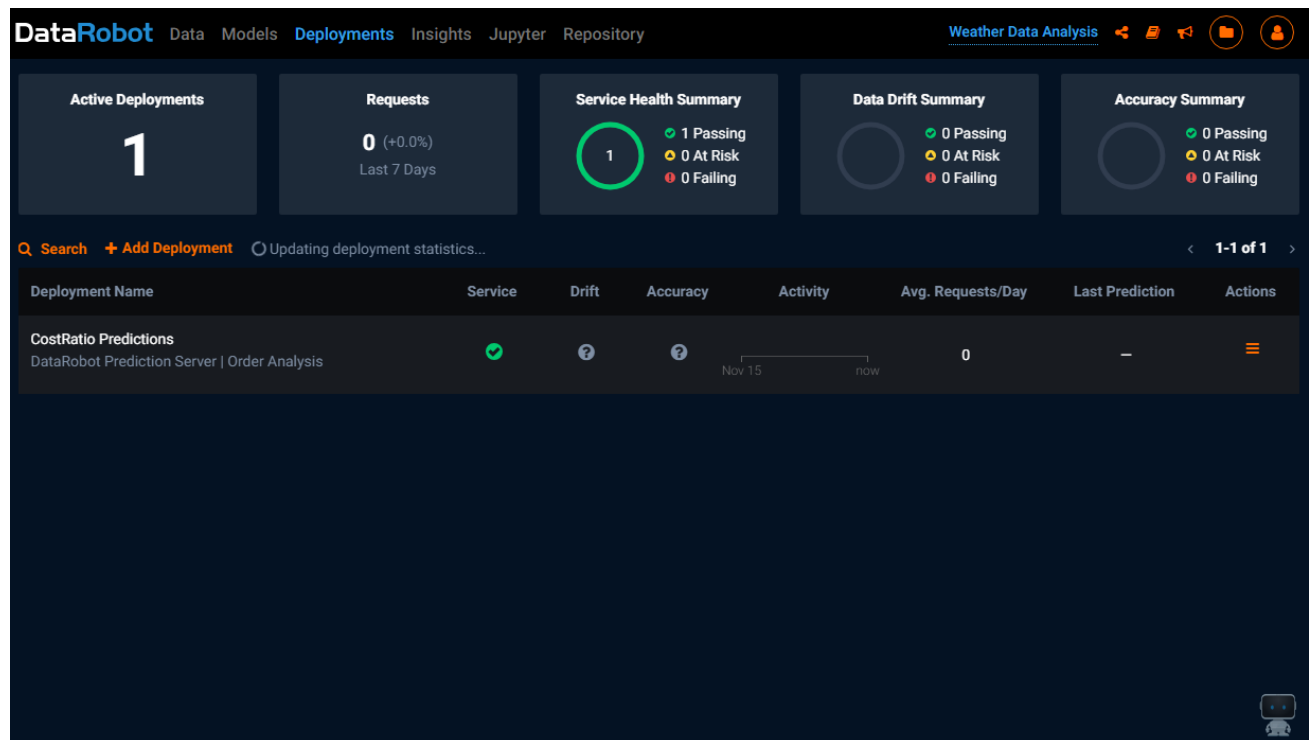 DataRobot Data Models Deployments Insights Jupyter Repository Weather Data Analysis
Active Deployments
1
Requests
0 (+0.0%)
Last 7 Days
Service Health Summary
1
1 Passing
0 At Risk
0 Failing
Data Drift Summary
0 Passing
0 At Risk
0 Failing
Accuracy Summary
0 Passing
0 At Risk
0 Failing
Search + Add Deployment Updating deployment statistics... < 1-1 of 1 >
Deployment Name Service Drift Accuracy Activity Avg. Requests/Day Last Prediction Actions
CostRatio Predictions
DataRobot Prediction Server | Order Analysis
Nov 15 now
0 —